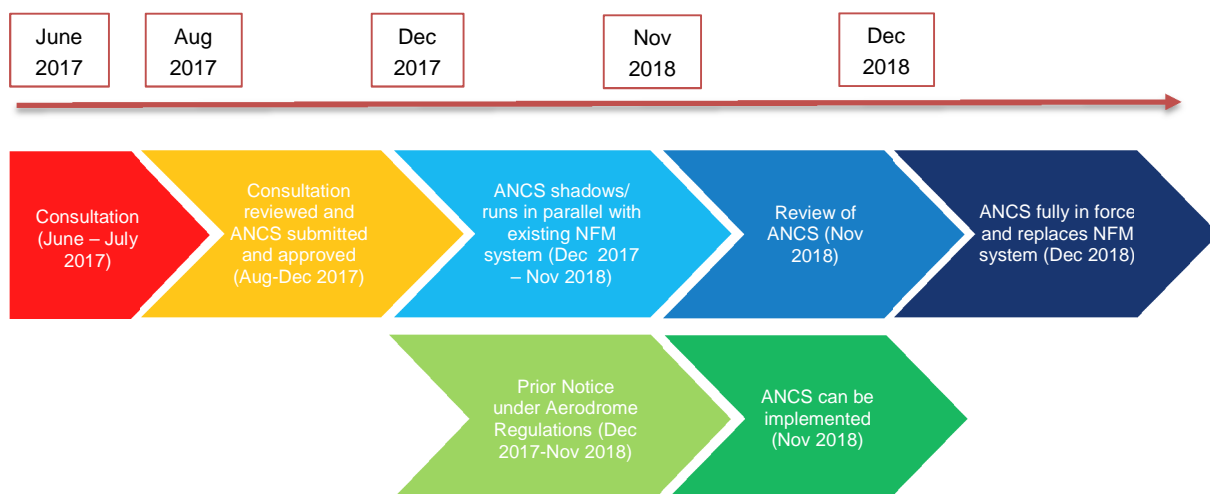 June
2017
Aug
2017
Dec
2017
Nov
2018
Dec
2018
Consultation
(June – July
2017)
Consultation
reviewed and
ANCS submitted
and approved
(Aug-Dec 2017)
ANCS shadows/
runs in parallel with
existing NFM
system (Dec 2017
– Nov 2018)
Review of
ANCS (Nov
2018)
ANCS fully in force
and replaces NFM
system (Dec 2018)
Prior Notice
under Aerodrome
Regulations (Dec
2017-Nov 2018)
ANCS can be
implemented
(Nov 2018)